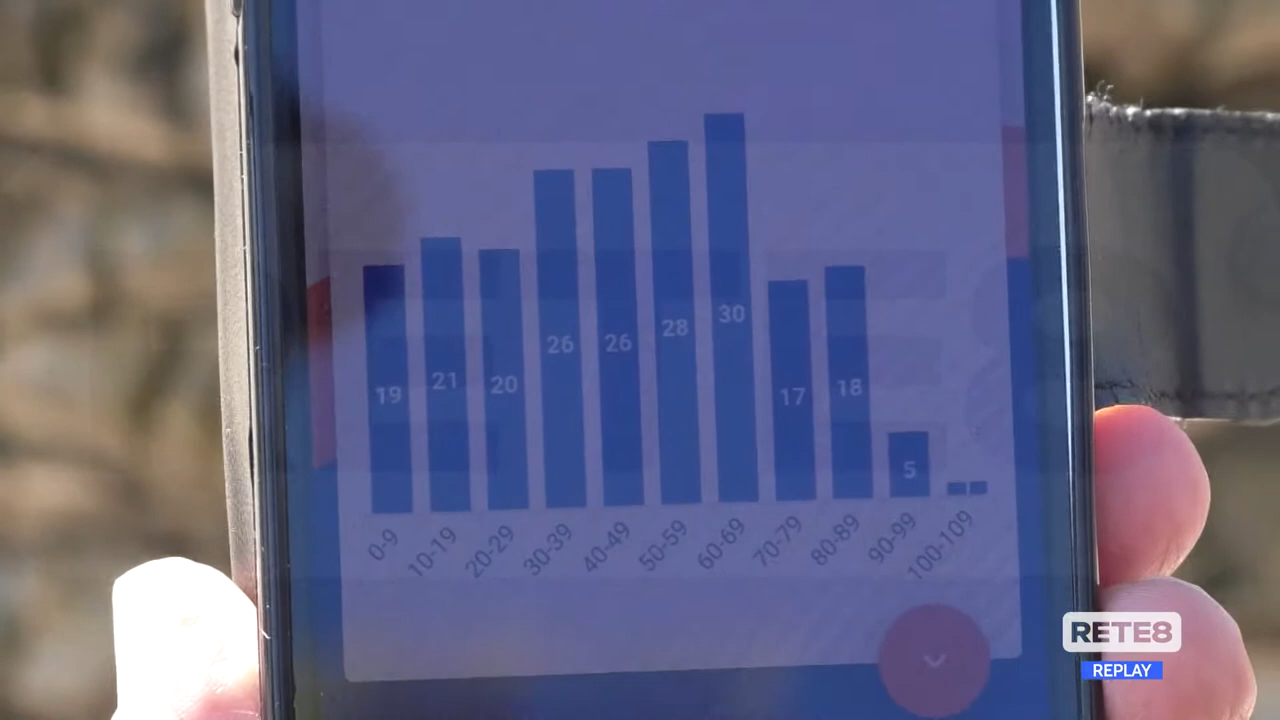 19 21 20 26 26 28 30 17 18 5
0-9 10-19 20-29 30-39 40-49 50-59 60-69 70-79 80-89 90-99 100-109
RETE8
REPLAY